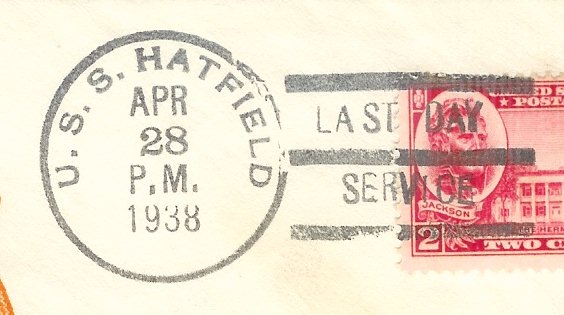 U.S.S. HATFIELD
APR
28
P.M.
1938
LAST DAY
SERVICE
JACKSON
2
TWO